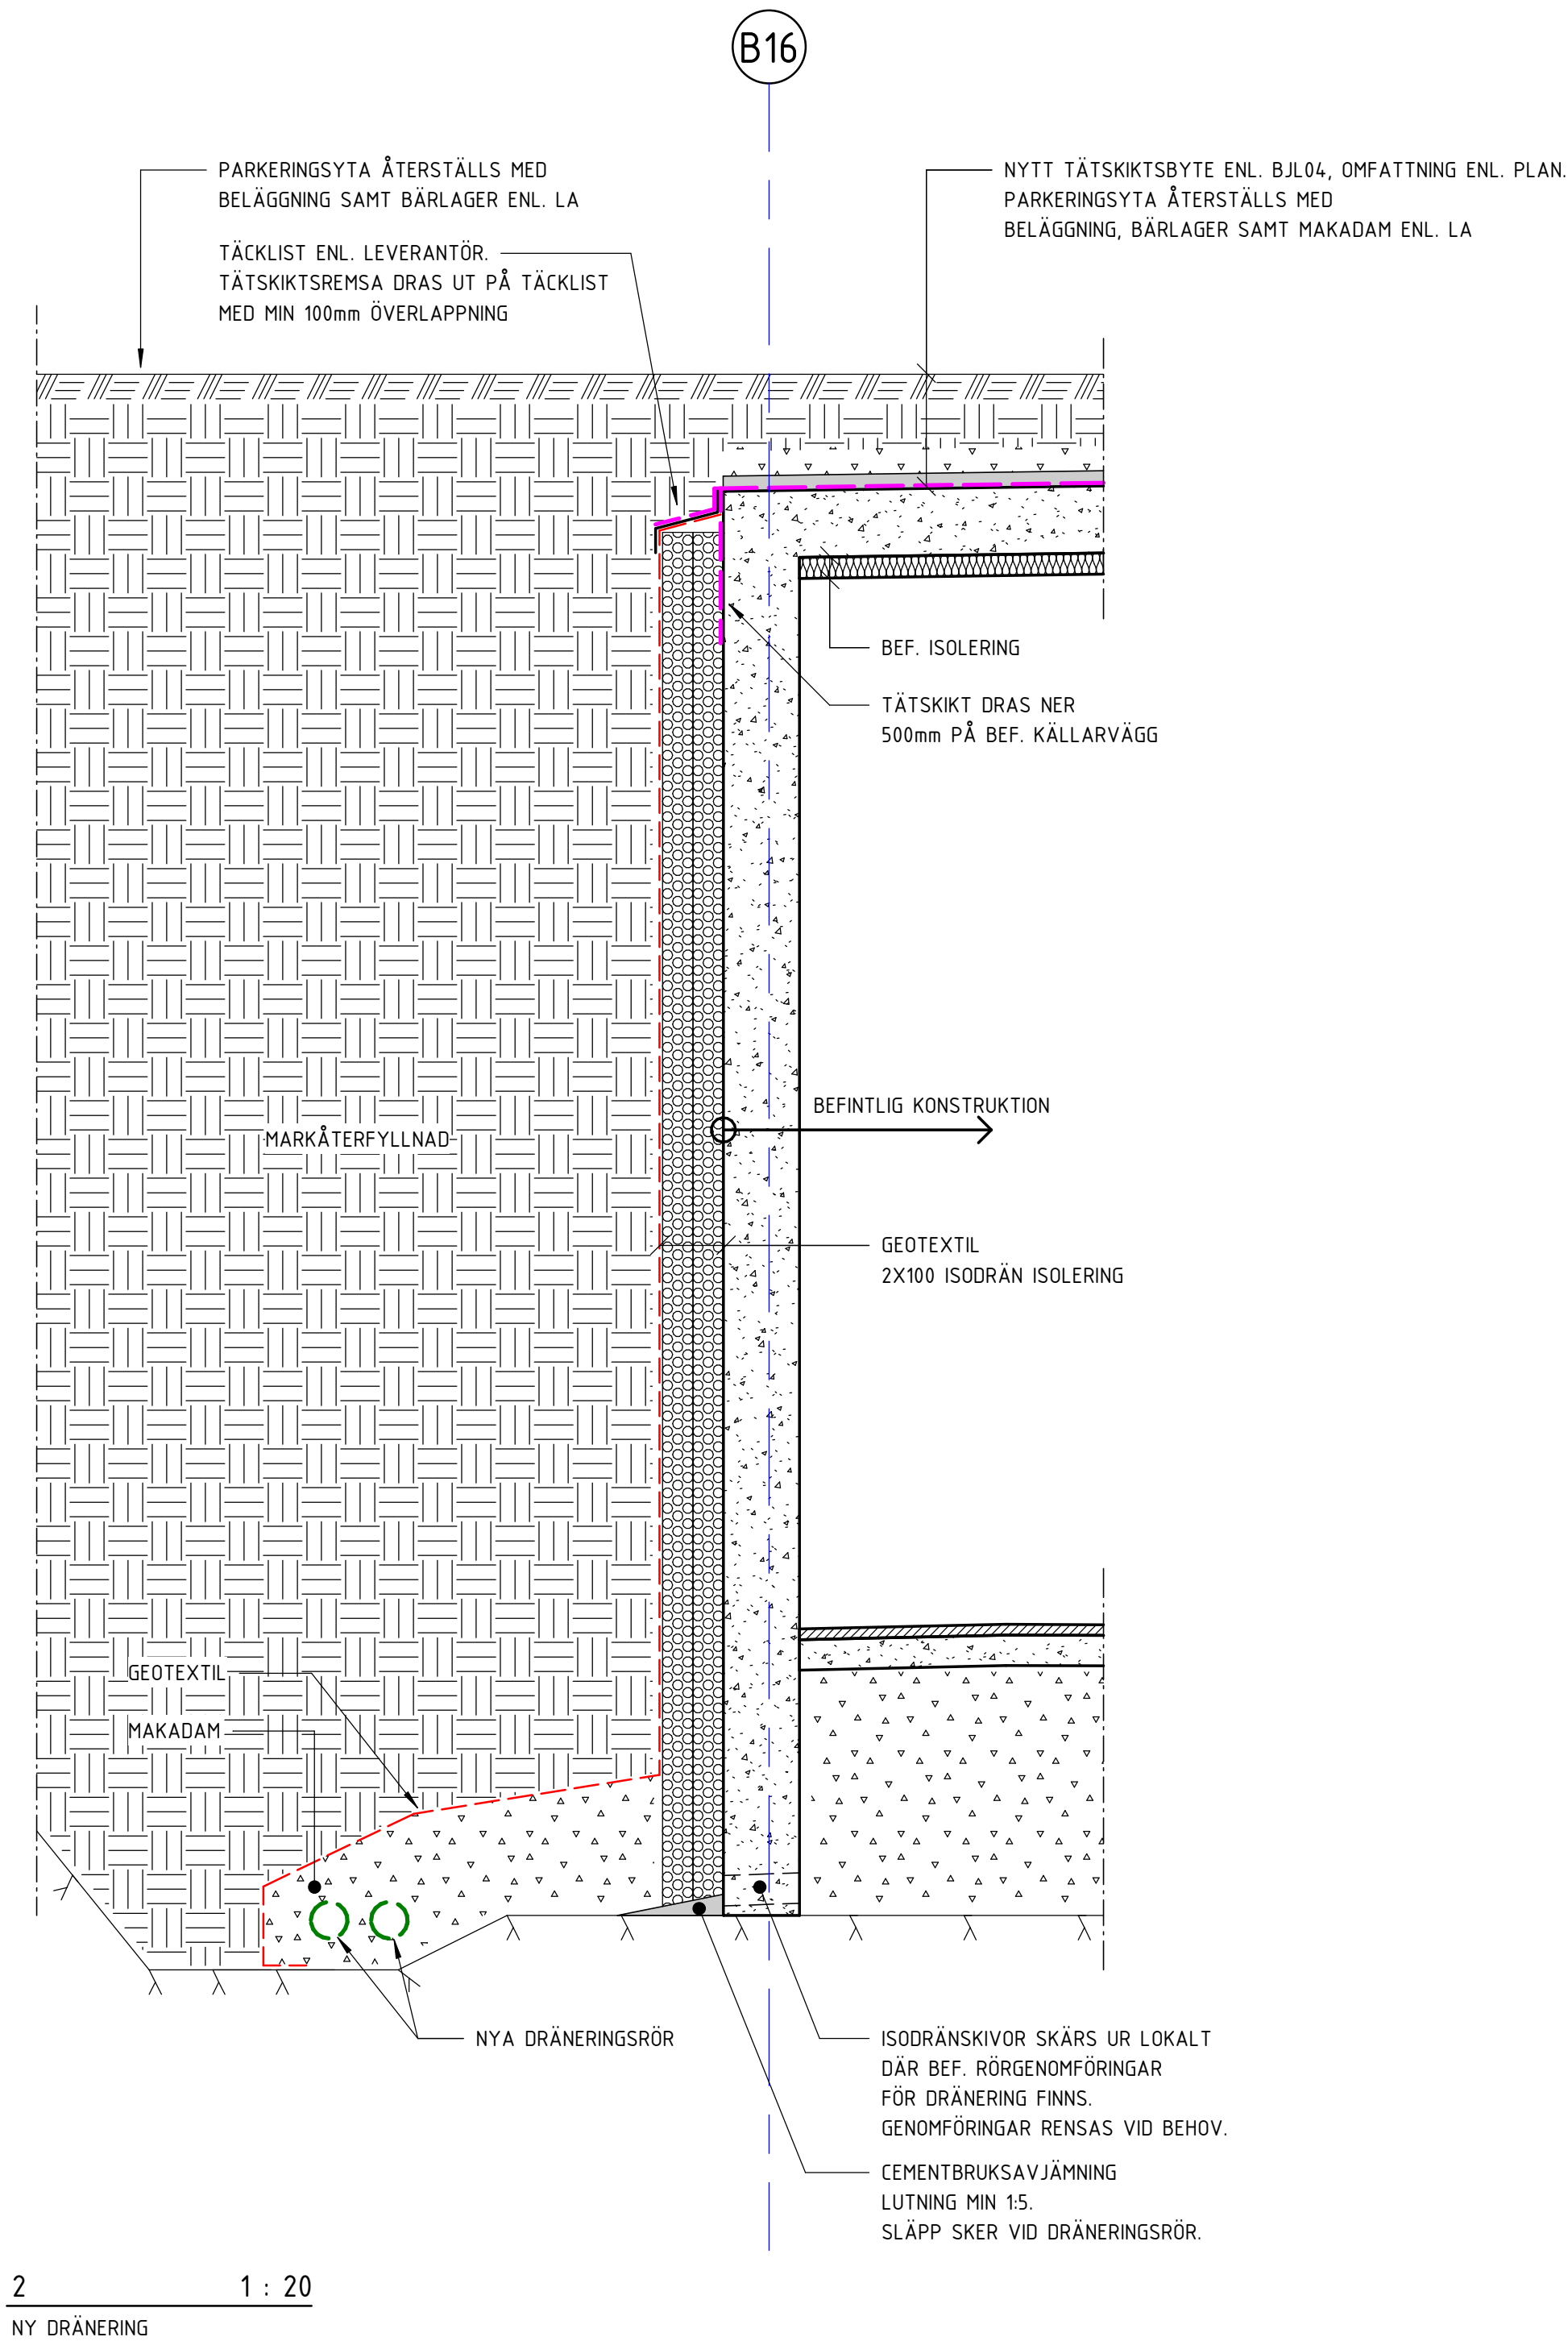 B16
PARKERINGSYTA ÅTERSTÄLLS MED
BELÄGGNING SAMT BÄRLAGER ENL. LA
NYTT TÄTSKIKTSBYTE ENL. BJL04, OMFATTNING ENL. PLAN.
PARKERINGSYTA ÅTERSTÄLLS MED
BELÄGGNING, BÄRLAGER SAMT MAKADAM ENL. LA
TÄCKLIST ENL. LEVERANTÖR.
TÄTSKIKTSREMSA DRAS UT PÅ TÄCKLIST
MED MIN 100mm ÖVERLAPPNING
BEF. ISOLERING
TÄTSKIKT DRAS NER
500mm PÅ BEF. KÄLLARVÄGG
BEFINTLIG KONSTRUKTION
MARKÅTERFYLLNAD
GEOTEXTIL
2X100 ISODRÄN ISOLERING
GEOTEXTIL
MAKADAM
NYA DRÄNERINGSRÖR
ISODRÄNSKIVOR SKÄRS UR LOKALT
DÄR BEF. RÖRGENOMFÖRINGAR
FÖR DRÄNERING FINNS.
GENOMFÖRINGAR RENSAS VID BEHOV.
CEMENTBRUKSAVJÄMNING
LUTNING MIN 1:5.
SLÄPP SKER VID DRÄNERINGSRÖR.
2 1 : 20
NY DRÄNERING